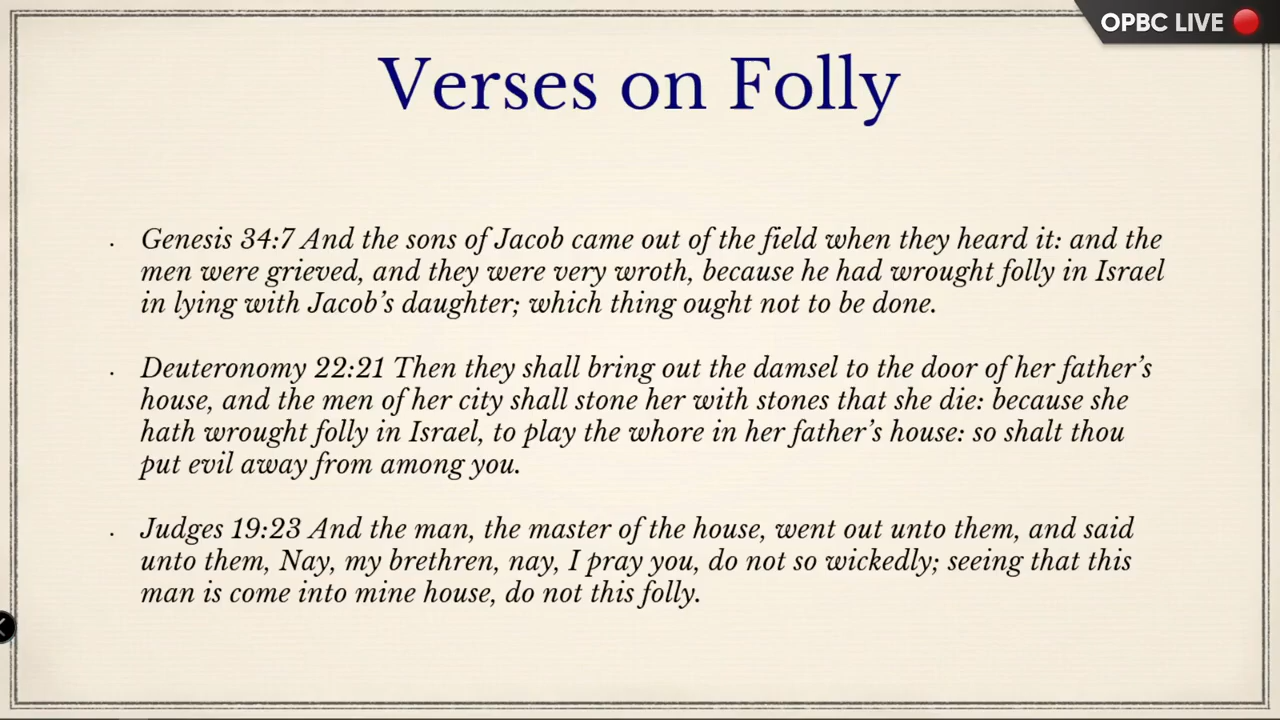 OPBC LIVE
Verses on Folly
· Genesis 34:7 And the sons of Jacob came out of the field when they heard it: and the
men were grieved, and they were very wroth, because he had wrought folly in Israel
in lying with Jacob’s daughter; which thing ought not to be done.
· Deuteronomy 22:21 Then they shall bring out the damsel to the door of her father’s
house, and the men of her city shall stone her with stones that she die: because she
hath wrought folly in Israel, to play the whore in her father’s house: so shalt thou
put evil away from among you.
· Judges 19:23 And the man, the master of the house, went out unto them, and said
unto them, Nay, my brethren, nay, I pray you, do not so wickedly; seeing that this
man is come into mine house, do not this folly.